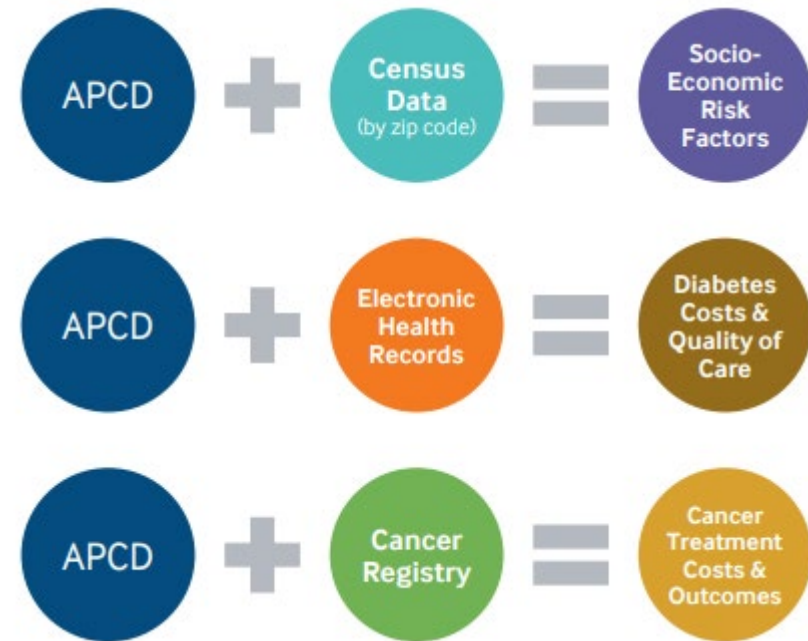 APCD
+
Census
Data
(by zip code)
=
Socio-
Economic
Risk
Factors
APCD
+
Electronic
Health
Records
=
Diabetes
Costs &
Quality of
Care
APCD
+
Cancer
Registry
=
Cancer
Treatment
Costs &
Outcomes